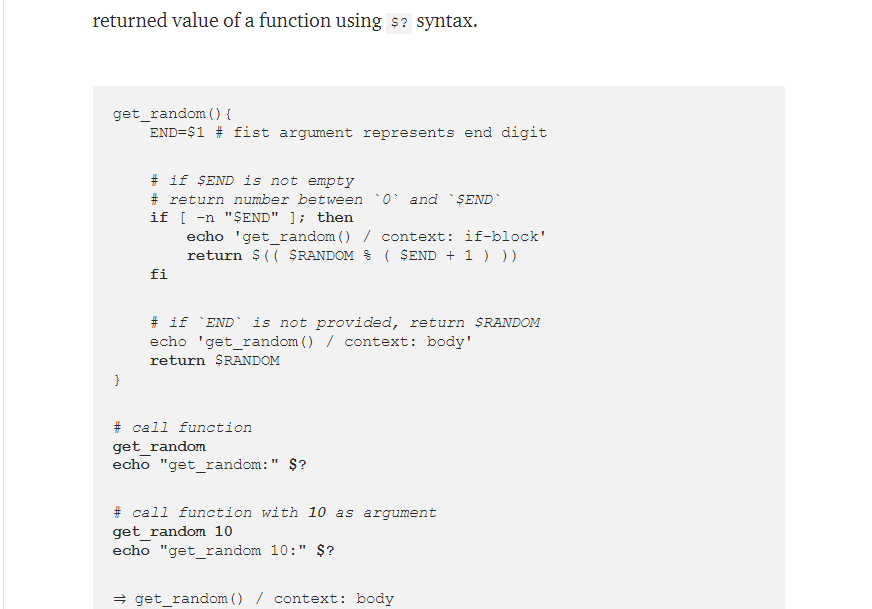 returned value of a function using $? syntax.
get_random(){
    END=$1 # fist argument represents end digit
    # if $END is not empty
    # return number between `0` and `$END`
    if [ -n "$END" ]; then
        echo 'get_random() / context: if-block'
        return $(( $RANDOM % ( $END + 1 ) ))
    fi
    # if `END` is not provided, return $RANDOM
    echo 'get_random() / context: body'
    return $RANDOM
}
# call function
get_random
echo "get_random:" $?
# call function with 10 as argument
get_random 10
echo "get_random 10:" $?
⇒ get_random() / context: body